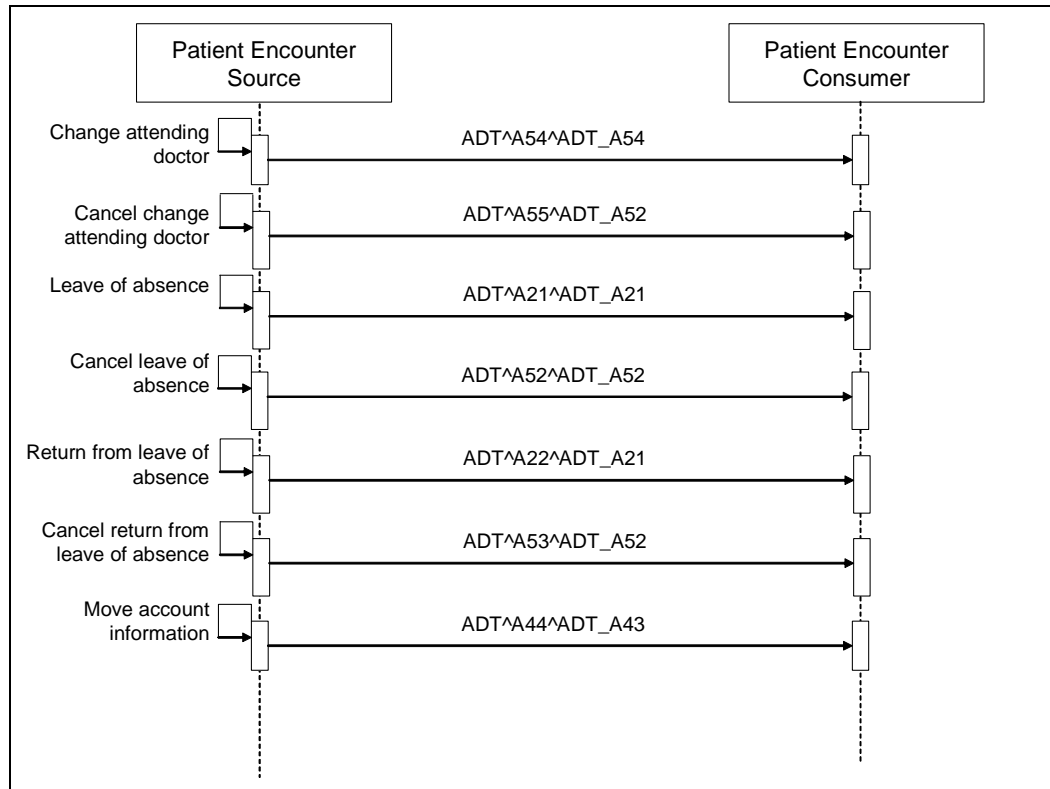 Patient Encounter
Source
Patient Encounter
Consumer
Change attending
doctor
ADT^A54^ADT_A54
Cancel change
attending doctor
ADT^A55^ADT_A52
Leave of absence
ADT^A21^ADT_A21
Cancel leave of
absence
ADT^A52^ADT_A52
Return from leave of
absence
ADT^A22^ADT_A21
Cancel return from
leave of absence
ADT^A53^ADT_A52
Move account
information
ADT^A44^ADT_A43